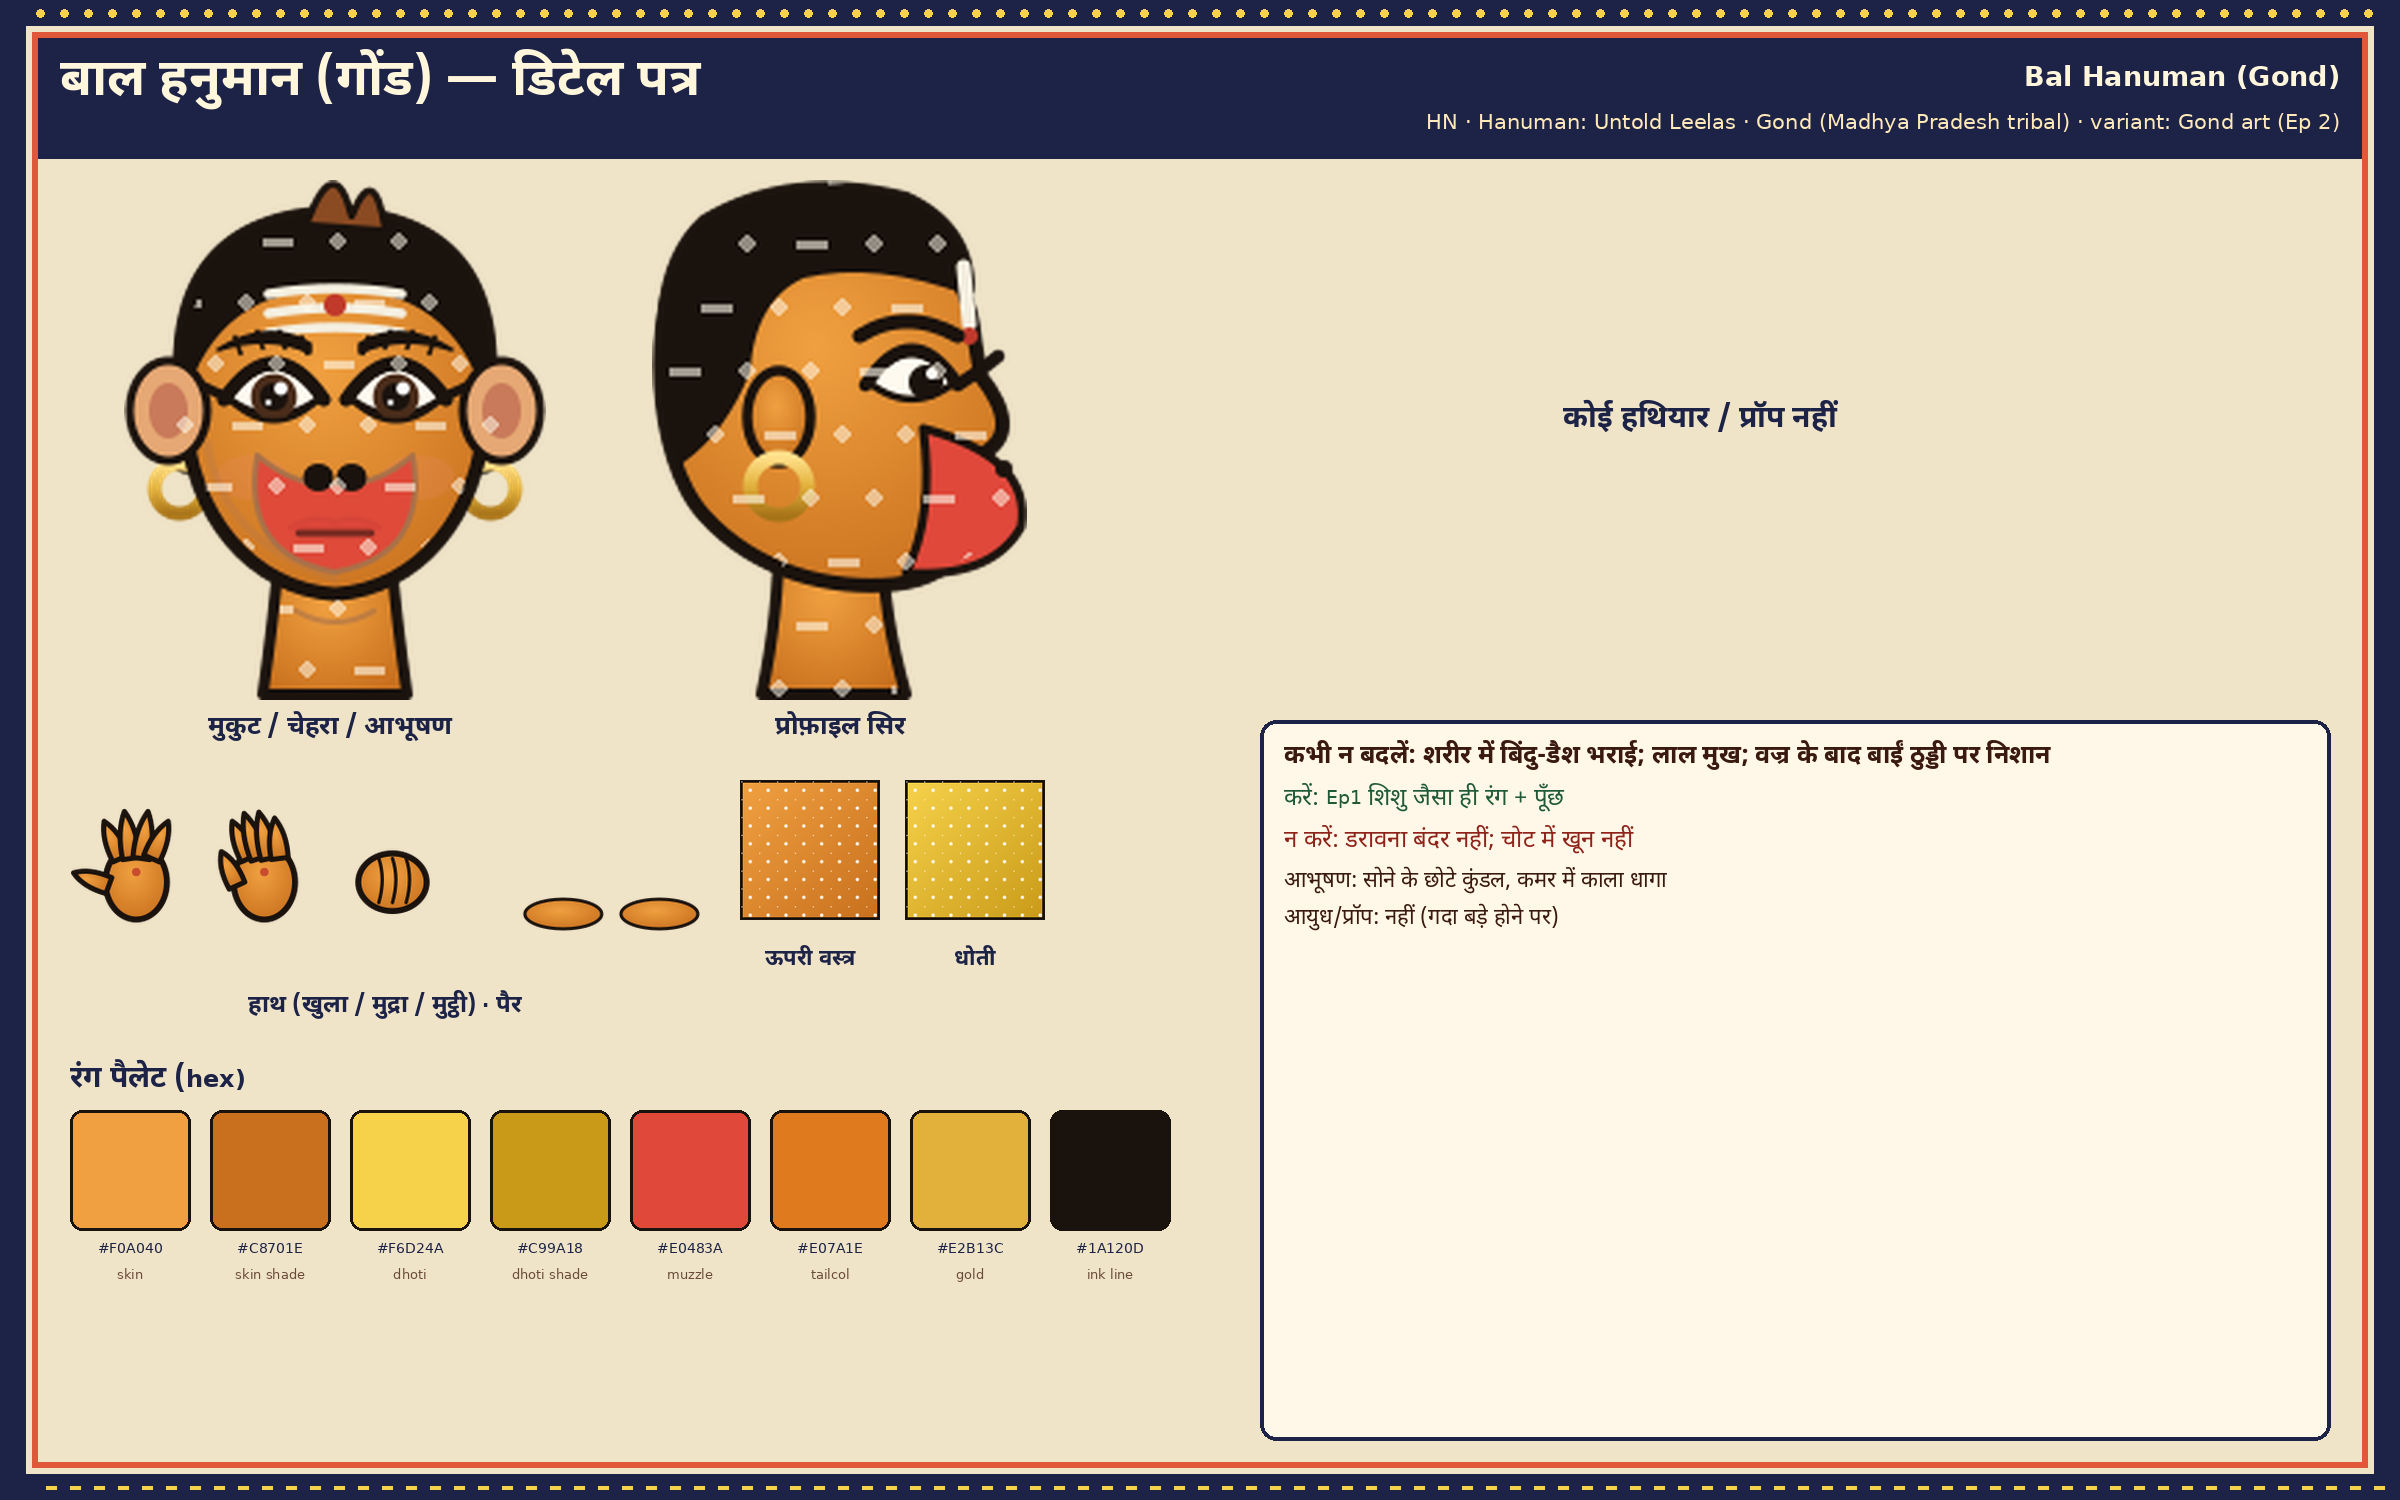 बाल हनुमान (गोंड) — डिटेल पत्र
Bal Hanuman (Gond)
HN · Hanuman: Untold Leelas · Gond (Madhya Pradesh tribal) · variant: Gond art (Ep 2)
कोई हथियार / प्रॉप नहीं
मुकुट / चेहरा / आभूषण
प्रोफ़ाइल सिर
कभी न बदलें: शरीर में बिंदु-डैश भराई; लाल मुख; वज्र के बाद बाईं ठुड्डी पर निशान
करें: Ep1 शिशु जैसा ही रंग + पूँछ
न करें: डरावना बंदर नहीं; चोट में खून नहीं
आभूषण: सोने के छोटे कुंडल, कमर में काला धागा
आयुध/प्रॉप: नहीं (गदा बड़े होने पर)
ऊपरी वस्त्र
धोती
हाथ (खुला / मुद्रा / मुट्ठी) · पैर
रंग पैलेट (hex)
#F0A040
#C8701E
#F6D24A
#C99A18
#E0483A
#E07A1E
#E2B13C
#1A120D
skin
skin shade
dhoti
dhoti shade
muzzle
tailcol
gold
ink line